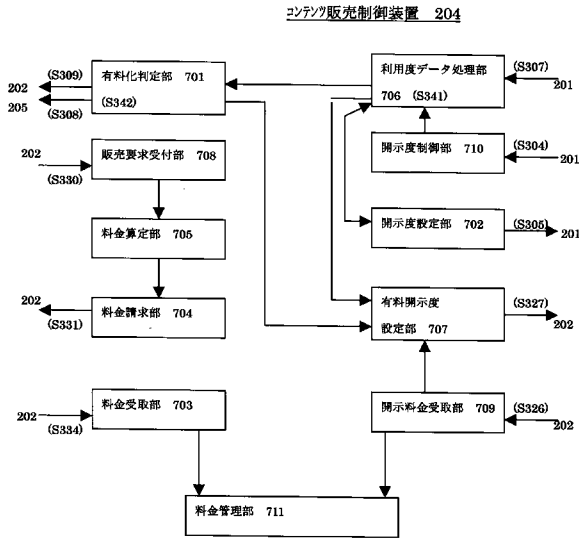 コンテンツ販売制御装置 204
(S309)
202
205
(S308)
有料化判定部 701
(S342)
利用度データ処理部
706 (S341)
(S307)
201
202
(S330)
販売要求受付部 708
開示度制御部 710
(S304)
201
料金算定部 705
開示度設定部 702
(S305)
201
202
(S331)
料金請求部 704
有料開示度
設定部 707
(S327)
202
202
(S334)
料金受取部 703
開示料金受取部 709
(S326)
202
料金管理部 711